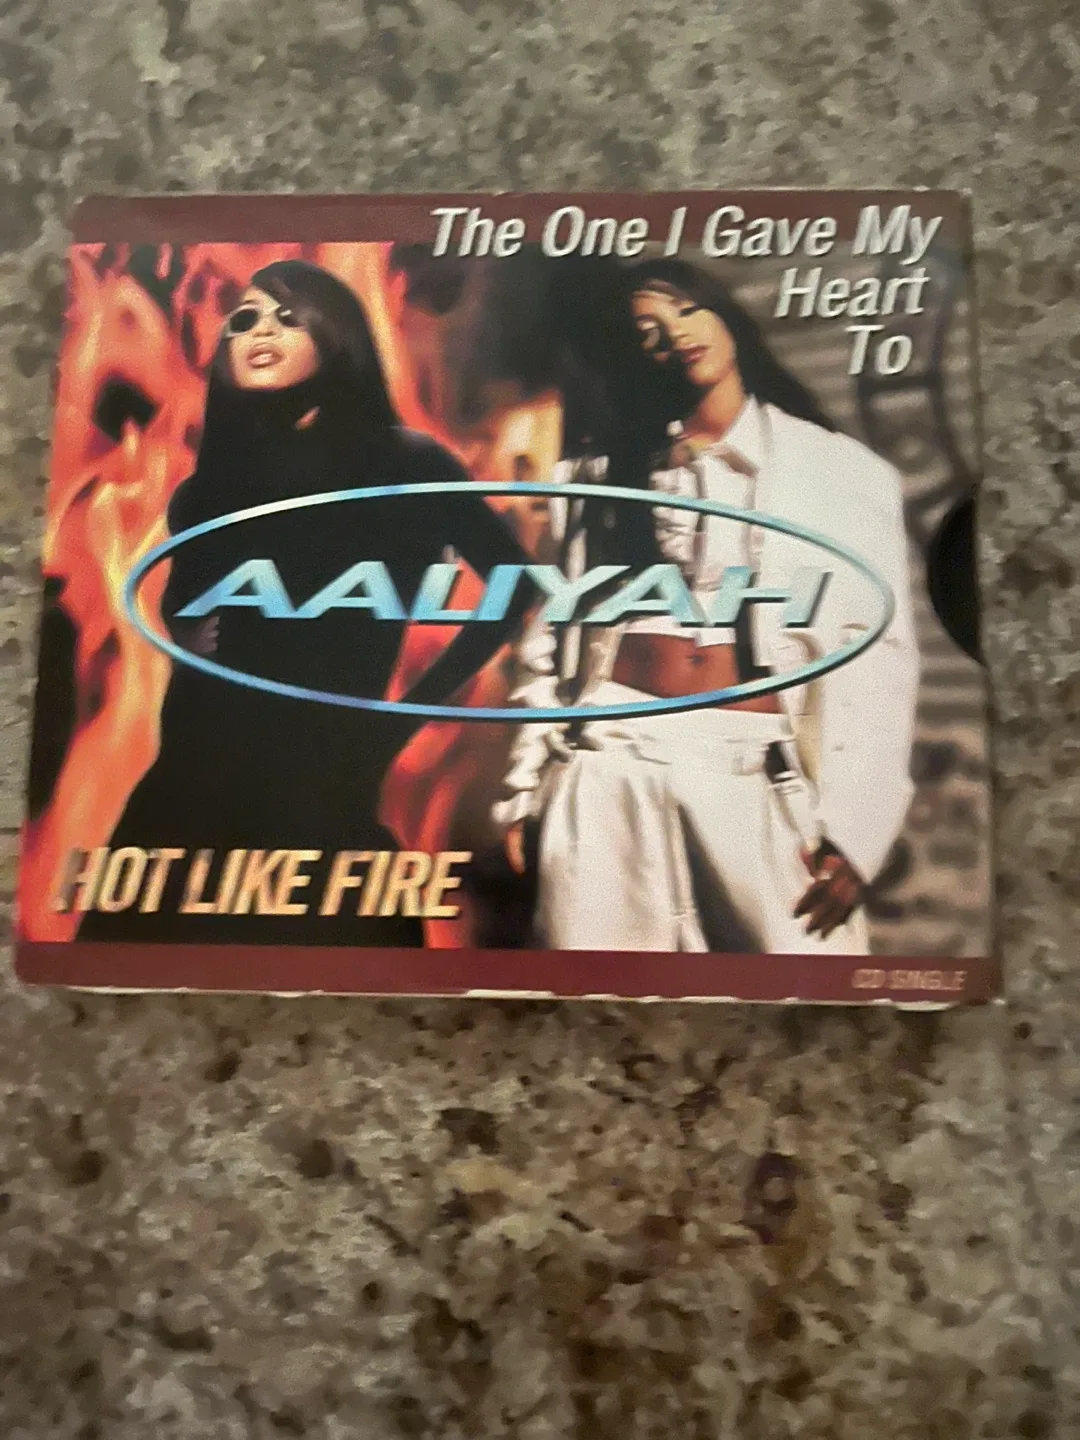 The One I Gave My
Heart
To
AALIYAH
HOT LIKE FIRE
CD SINGLE